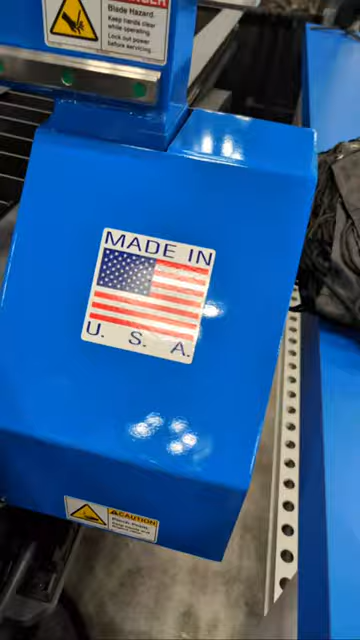 Blade Hazard.
Keep hands clear
while operating.
Lock out power
before servicing.
MADE IN
U. S. A.
CAUTION